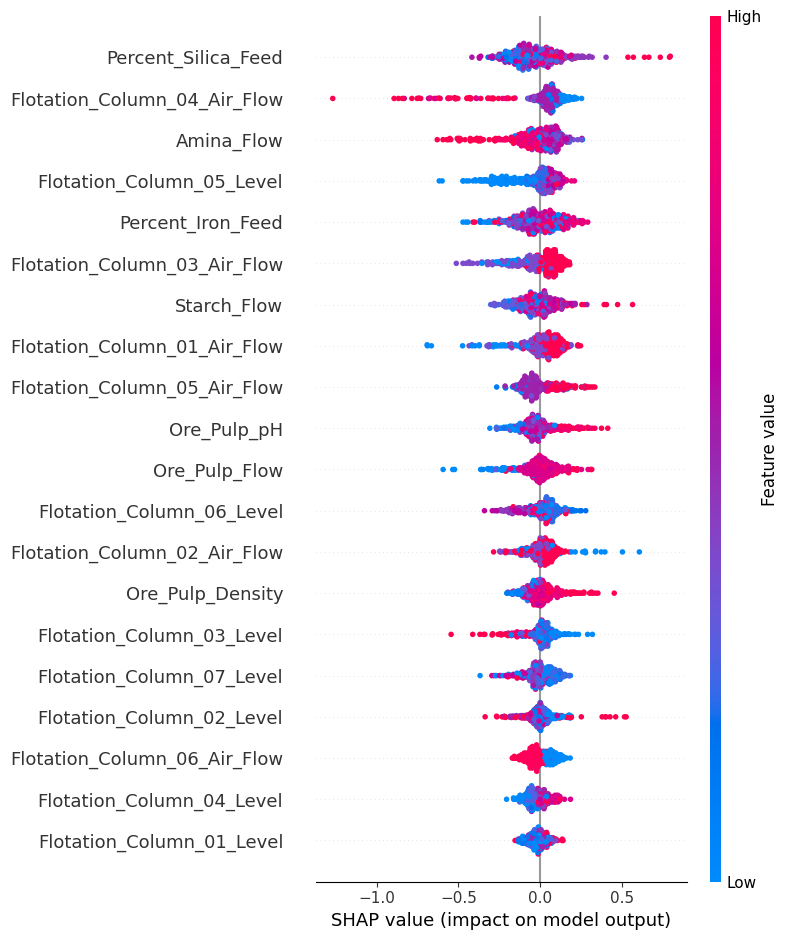 High
Percent_Silica_Feed
Flotation_Column_04_Air_Flow
Amina_Flow
Flotation_Column_05_Level
Percent_Iron_Feed
Flotation_Column_03_Air_Flow
Starch_Flow
Flotation_Column_01_Air_Flow
Flotation_Column_05_Air_Flow
Ore_Pulp_pH
Ore_Pulp_Flow
Flotation_Column_06_Level
Flotation_Column_02_Air_Flow
Ore_Pulp_Density
Flotation_Column_03_Level
Flotation_Column_07_Level
Flotation_Column_02_Level
Flotation_Column_06_Air_Flow
Flotation_Column_04_Level
Flotation_Column_01_Level
Feature value
Low
−1.0 −0.5 0.0 0.5
SHAP value (impact on model output)